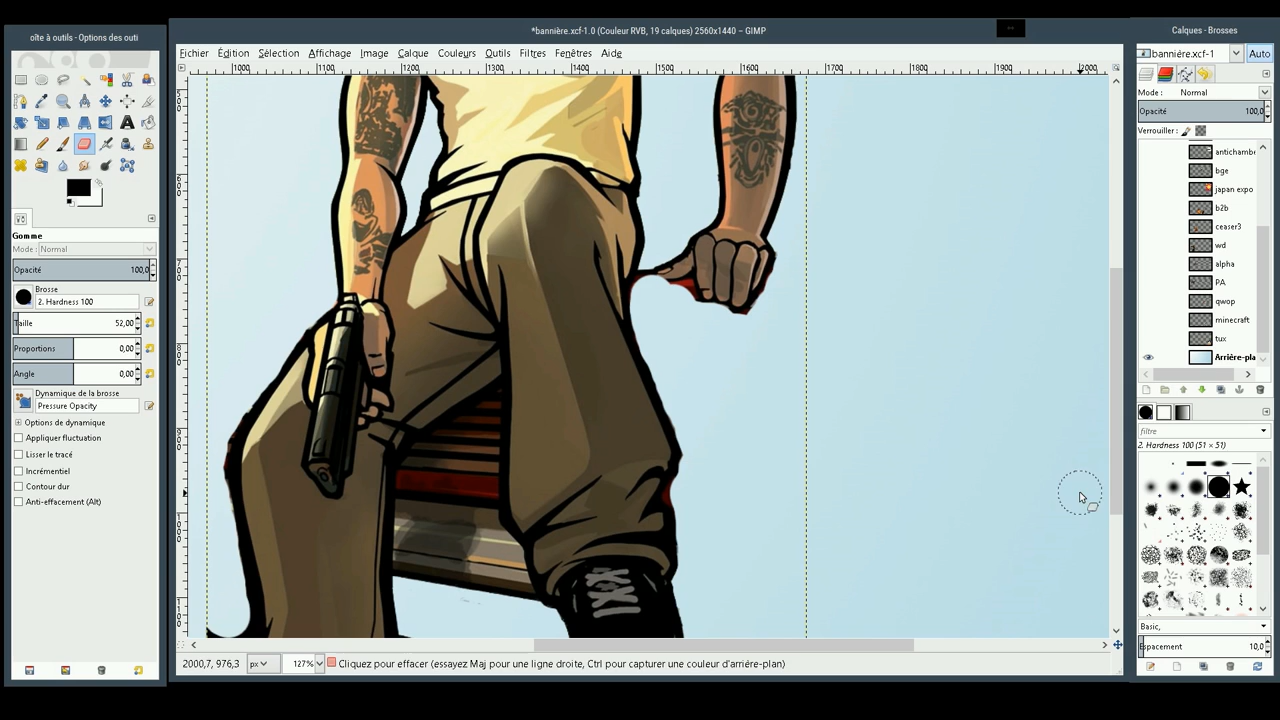 oîte à outils - Options des outi
*bannière.xcf-1.0 (Couleur RVB, 19 calques) 2560x1440 – GIMP
Calques - Brosses
Fichier Édition Sélection Affichage Image Calque Couleurs Outils Filtres Fenêtres Aide
bannière.xcf-1
Auto
1000 1100 1200 1300 1400 1500 1600 1700 1800 1900 2000
Mode : Normal
Opacité 100,0
Verrouiller :
antichambe
bge
japan expo
b2b
ceaser3
wd
alpha
PA
qwop
minecraft
tux
Arrière-pla
Gomme
Mode : Normal
Opacité 100,0
Brosse
2. Hardness 100
Taille 52,00
Proportions 0,00
Angle 0,00
Dynamique de la brosse
Pressure Opacity
Options de dynamique
Appliquer fluctuation
Lisser le tracé
Incrémentiel
Contour dur
Anti-effacement (Alt)
filtre
2. Hardness 100 (51 × 51)
Basic,
Espacement 10,0
2000,7, 976,3 px 127% Cliquez pour effacer (essayez Maj pour une ligne droite, Ctrl pour capturer une couleur d'arrière-plan)